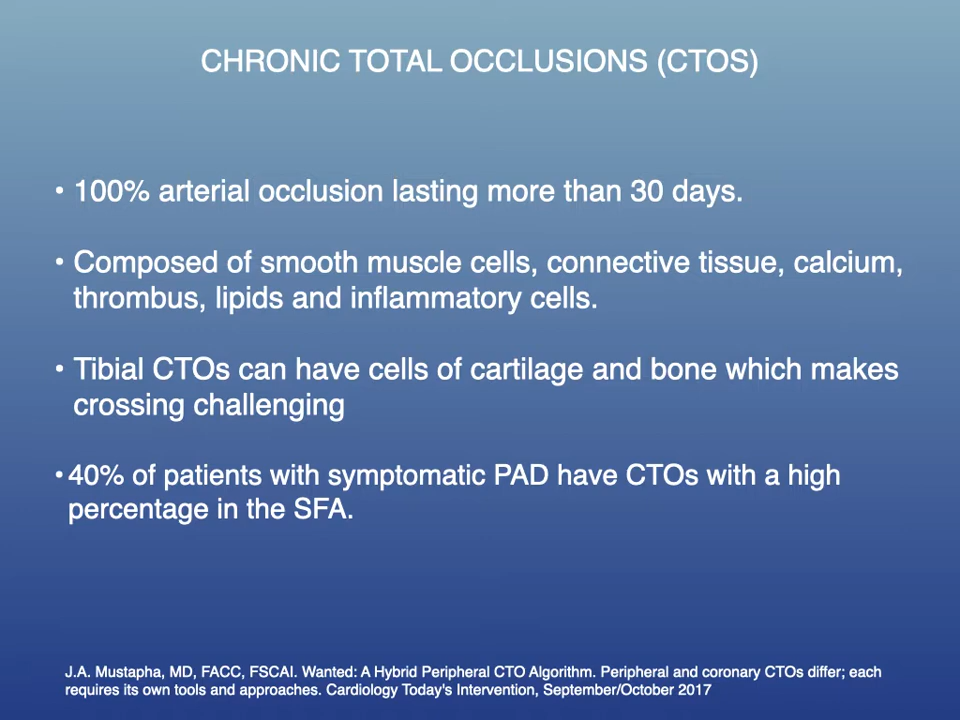 CHRONIC TOTAL OCCLUSIONS (CTOS)
• 100% arterial occlusion lasting more than 30 days.
• Composed of smooth muscle cells, connective tissue, calcium,
thrombus, lipids and inflammatory cells.
• Tibial CTOs can have cells of cartilage and bone which makes
crossing challenging
• 40% of patients with symptomatic PAD have CTOs with a high
percentage in the SFA.
J.A. Mustapha, MD, FACC, FSCAI. Wanted: A Hybrid Peripheral CTO Algorithm. Peripheral and coronary CTOs differ; each
requires its own tools and approaches. Cardiology Today's Intervention, September/October 2017